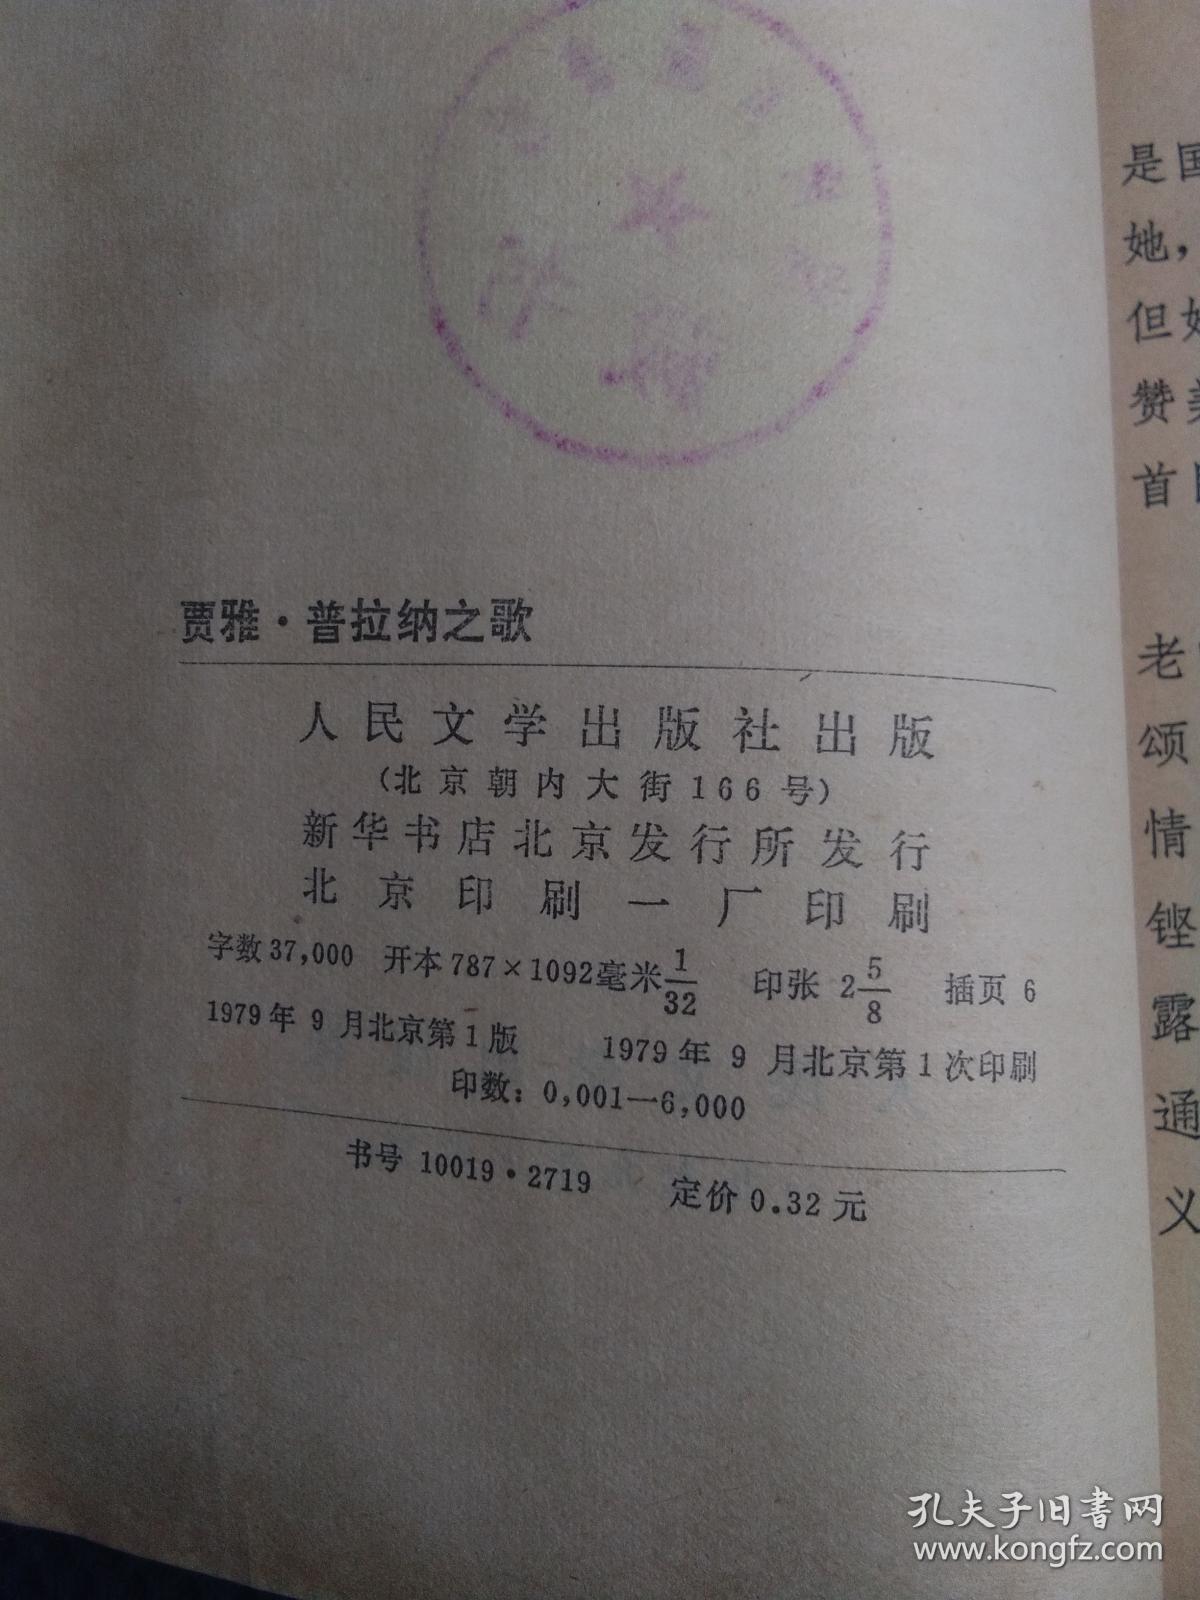 贾雅·普拉纳之歌
人民文学出版社出版
(北京朝内大街166号)
新华书店北京发行所发行
北京印刷一厂印刷
字数37,000 开本787×1092毫米1/32 印张2 5/8 插页6
1979年9月北京第1版 1979年9月北京第1次印刷
印数：0,001—6,000
书号 10019·2719 定价0.32元
是国
她，
但
赞美
首
老
颂
情
铿
露
通
义
孔夫子旧书网
www.kongfz.com